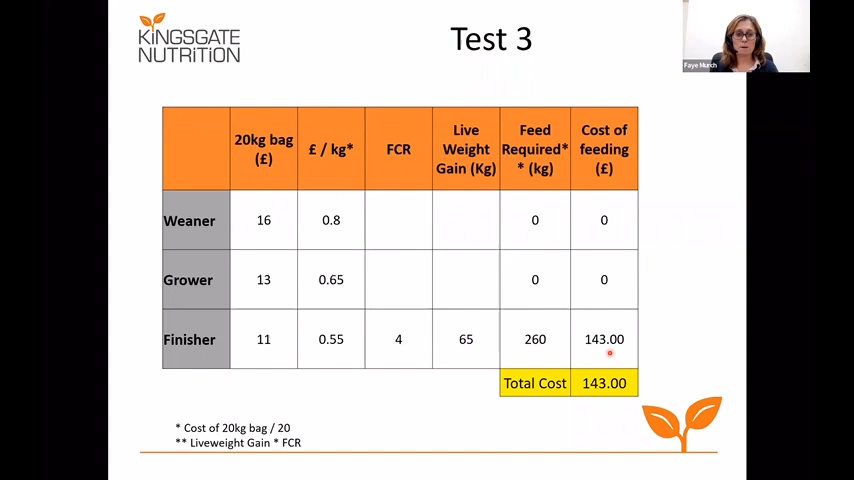 KINGSGATE
NUTRITION
Test 3
Faye Murch
20kg bag (£) £ / kg* FCR Live Weight Gain (Kg) Feed Required** (kg) Cost of feeding (£)
Weaner 16 0.8 0 0
Grower 13 0.65 0 0
Finisher 11 0.55 4 65 260 143.00
Total Cost 143.00
* Cost of 20kg bag / 20
** Liveweight Gain * FCR